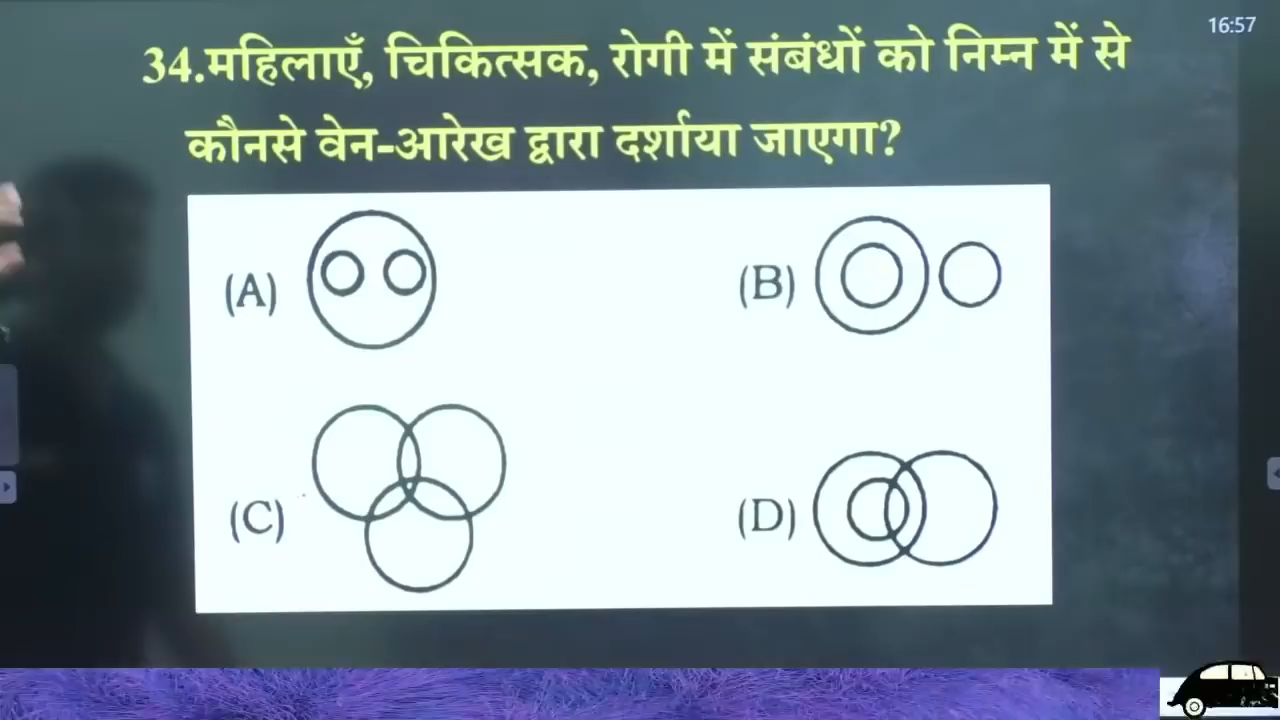 16:57
34.महिलाएँ, चिकित्सक, रोगी में संबंधों को निम्न में से
कौनसे वेन-आरेख द्वारा दर्शाया जाएगा?
(A)
(B)
(C)
(D)